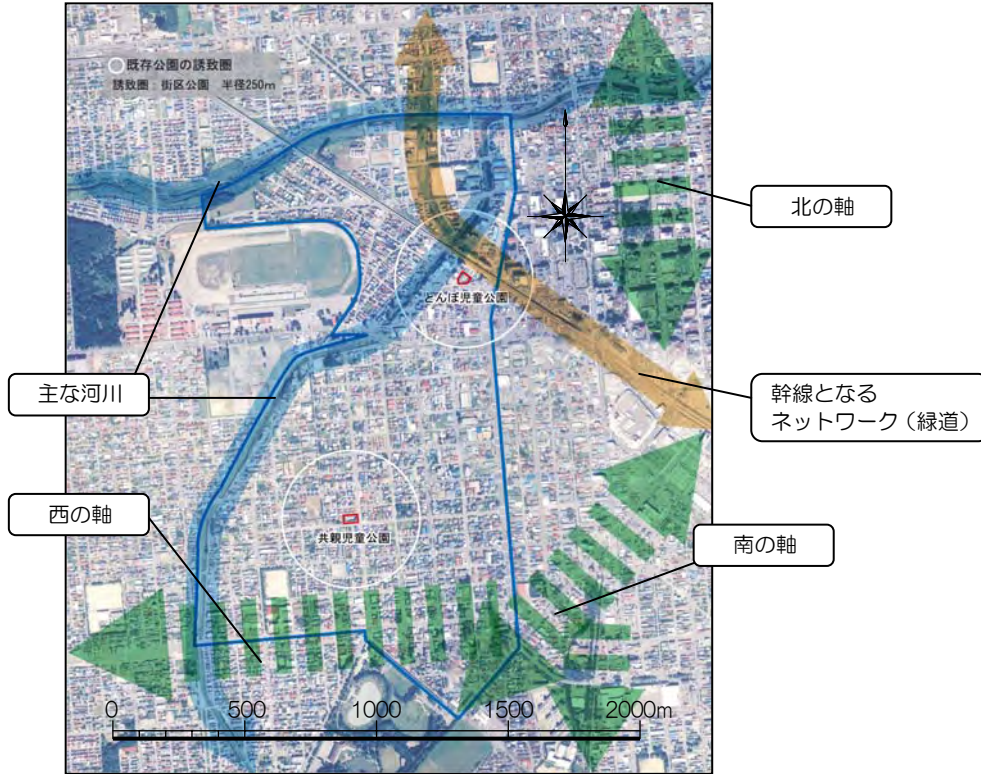 既存公園の誘致圏
誘致圏：街区公園　半径250m
北の軸
とんぼ児童公園
主な河川
幹線となる
ネットワーク（緑道）
西の軸
共親児童公園
南の軸
0 500 1000 1500 2000m